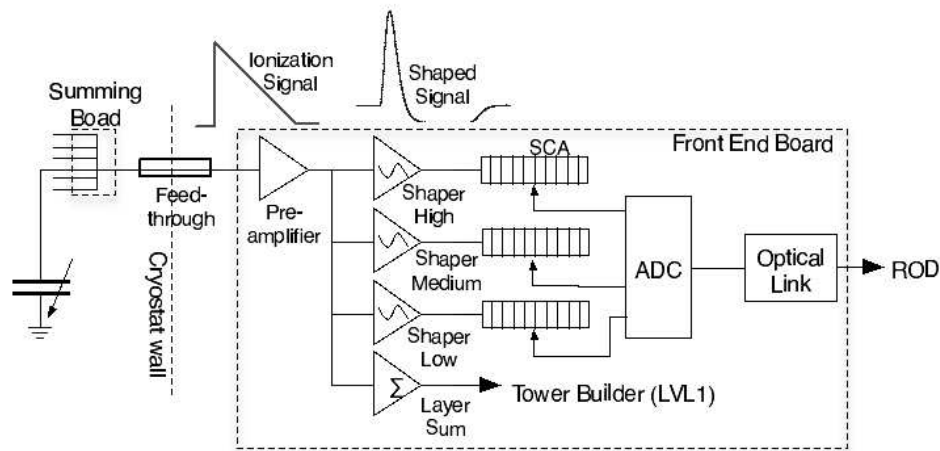 Ionization
Signal
Shaped
Signal
Summing
Boad
Front End Board
SCA
Feed-
through
Pre-
amplifier
Shaper
High
Shaper
Medium
Shaper
Low
ADC
Optical
Link
ROD
Cryostat wall
Σ
Layer
Sum
Tower Builder (LVL1)